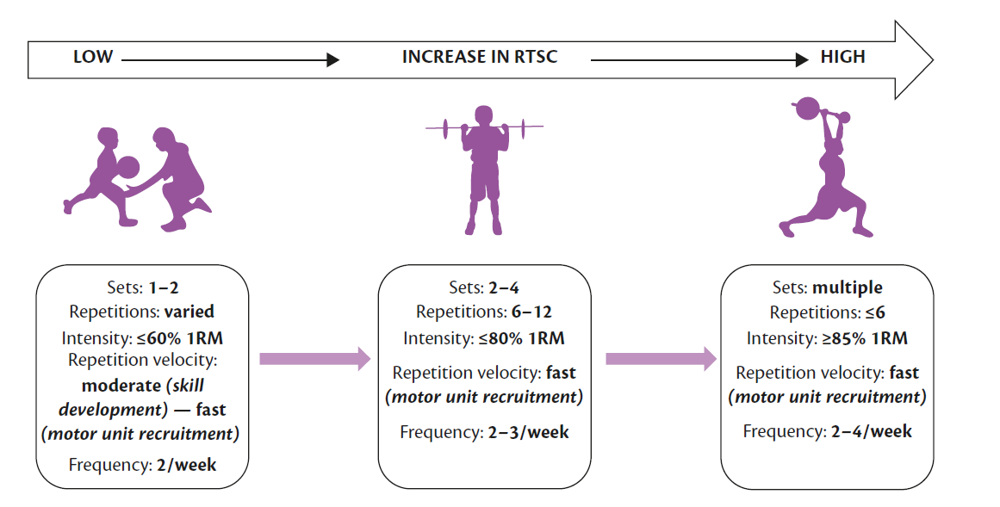 LOW
INCREASE IN RTSC
HIGH
Sets: 1–2
Repetitions: varied
Intensity: ≤60% 1RM
Repetition velocity:
moderate (skill
development) — fast
(motor unit recruitment)
Frequency: 2/week
Sets: 2–4
Repetitions: 6–12
Intensity: ≤80% 1RM
Repetition velocity: fast
(motor unit recruitment)
Frequency: 2–3/week
Sets: multiple
Repetitions: ≤6
Intensity: ≥85% 1RM
Repetition velocity: fast
(motor unit recruitment)
Frequency: 2–4/week